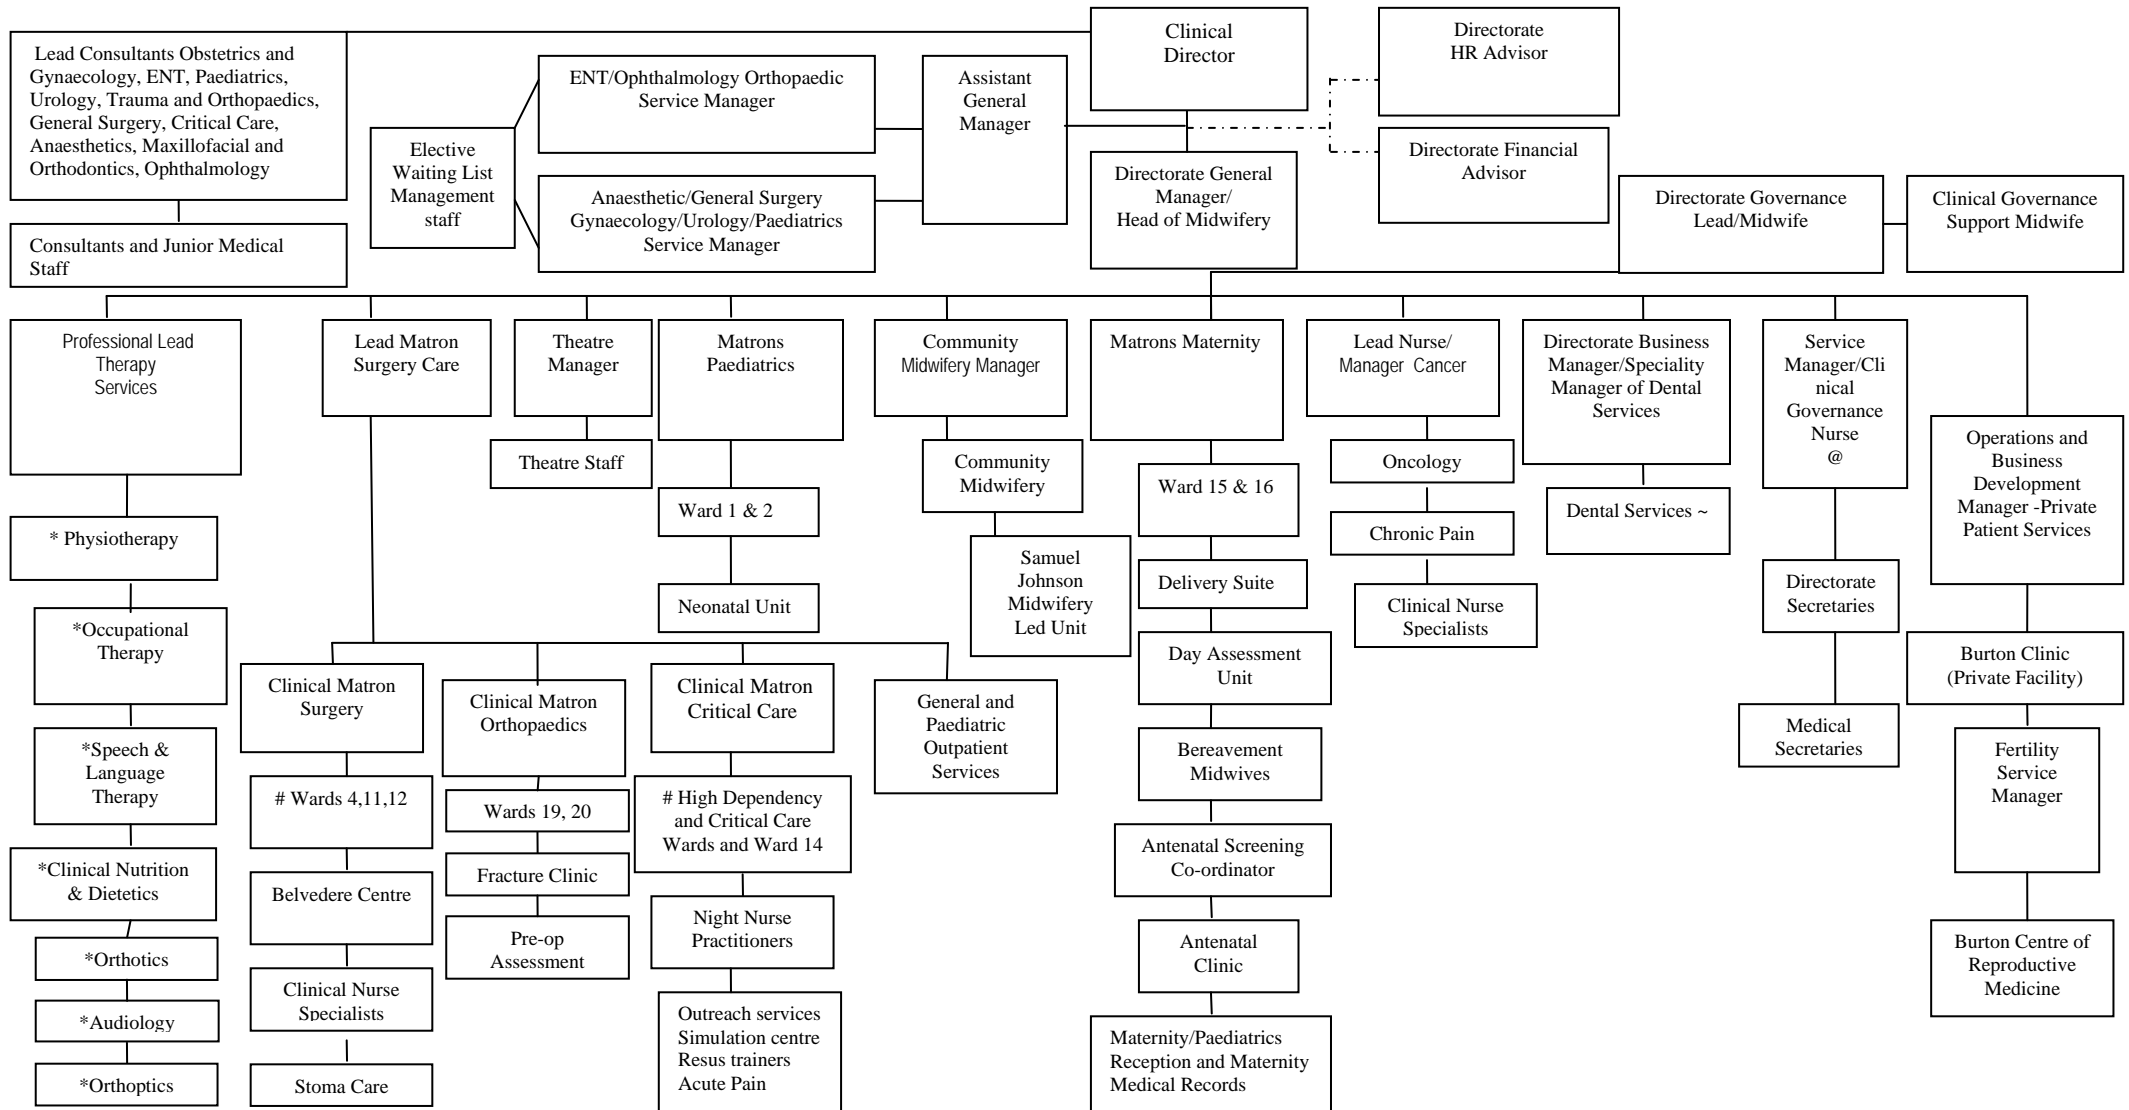 Lead Consultants Obstetrics and
Gynaecology, ENT, Paediatrics,
Urology, Trauma and Orthopaedics,
General Surgery, Critical Care,
Anaesthetics, Maxillofacial and
Orthodontics, Ophthalmology
Consultants and Junior Medical
Staff
Elective
Waiting List
Management
staff
ENT/Ophthalmology Orthopaedic
Service Manager
Anaesthetic/General Surgery
Gynaecology/Urology/Paediatrics
Service Manager
Assistant
General
Manager
Clinical
Director
Directorate General
Manager/
Head of Midwifery
Directorate
HR Advisor
Directorate Financial
Advisor
Directorate Governance
Lead/Midwife
Clinical Governance
Support Midwife
Professional Lead
Therapy
Services
* Physiotherapy
*Occupational
Therapy
*Speech &
Language
Therapy
*Clinical Nutrition
& Dietetics
*Orthotics
*Audiology
*Orthoptics
Lead Matron
Surgery Care
Clinical Matron
Surgery
# Wards 4,11,12
Belvedere Centre
Clinical Nurse
Specialists
Stoma Care
Clinical Matron
Orthopaedics
Wards 19, 20
Fracture Clinic
Pre-op
Assessment
Clinical Matron
Critical Care
# High Dependency
and Critical Care
Wards and Ward 14
Night Nurse
Practitioners
Outreach services
Simulation centre
Resus trainers
Acute Pain
General and
Paediatric
Outpatient
Services
Theatre
Manager
Theatre Staff
Matrons
Paediatrics
Ward 1 & 2
Neonatal Unit
Community
Midwifery Manager
Community
Midwifery
Samuel
Johnson
Midwifery
Led Unit
Matrons Maternity
Ward 15 & 16
Delivery Suite
Day Assessment
Unit
Bereavement
Midwives
Antenatal Screening
Co-ordinator
Antenatal
Clinic
Maternity/Paediatrics
Reception and Maternity
Medical Records
Lead Nurse/
Manager Cancer
Oncology
Chronic Pain
Clinical Nurse
Specialists
Directorate Business
Manager/Speciality
Manager of Dental
Services
Dental Services ~
Service
Manager/Cli
nical
Governance
Nurse
@
Directorate
Secretaries
Medical
Secretaries
Operations and
Business
Development
Manager -Private
Patient Services
Burton Clinic
(Private Facility)
Fertility
Service
Manager
Burton Centre of
Reproductive
Medicine